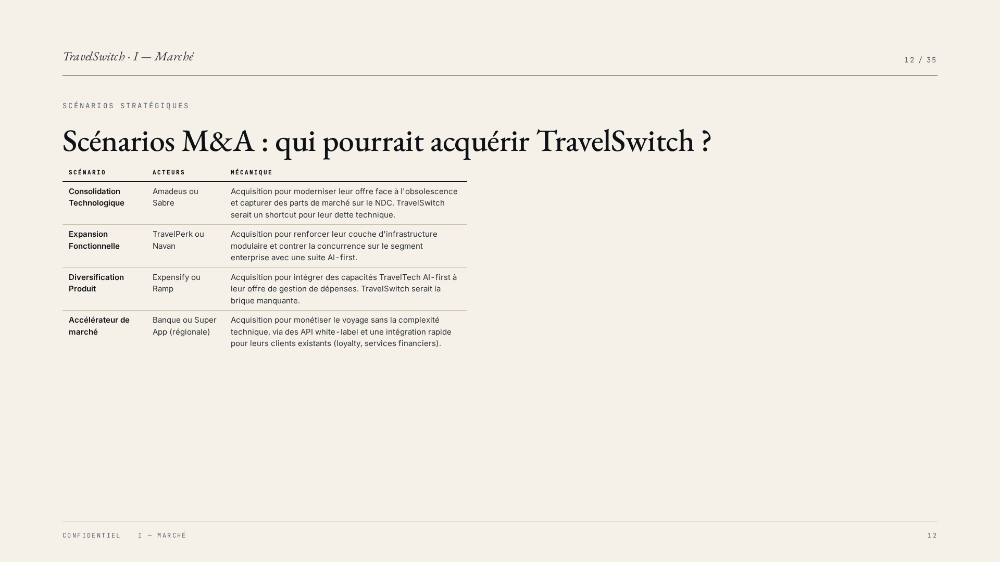 TravelSwitch · I — Marché
12 / 35
SCÉNARIOS STRATÉGIQUES
Scénarios M&A : qui pourrait acquérir TravelSwitch ?
SCÉNARIO ACTEURS MÉCANIQUE
Consolidation Technologique
Amadeus ou Sabre
Acquisition pour moderniser leur offre face à l'obsolescence
et capturer des parts de marché sur le NDC. TravelSwitch
serait un shortcut pour leur dette technique.
Expansion Fonctionnelle
TravelPerk ou Navan
Acquisition pour renforcer leur couche d'infrastructure
modulaire et contrer la concurrence sur le segment
enterprise avec une suite AI-first.
Diversification Produit
Expensify ou Ramp
Acquisition pour intégrer des capacités TravelTech AI-first à
leur offre de gestion de dépenses. TravelSwitch serait la
brique manquante.
Accélérateur de marché
Banque ou Super App (régionale)
Acquisition pour monétiser le voyage sans la complexité
technique, via des API white-label et une intégration rapide
pour leurs clients existants (loyalty, services financiers).
CONFIDENTIEL I — MARCHÉ
12